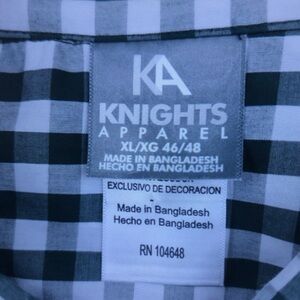 KA
KNIGHTS
APPAREL
XL/XG 46/48
MADE IN BANGLADESH
HECHO EN BANGLADESH
EXCLUSIVO DE DECORACION
-
Made in Bangladesh
Hecho en Bangladesh
RN 104648